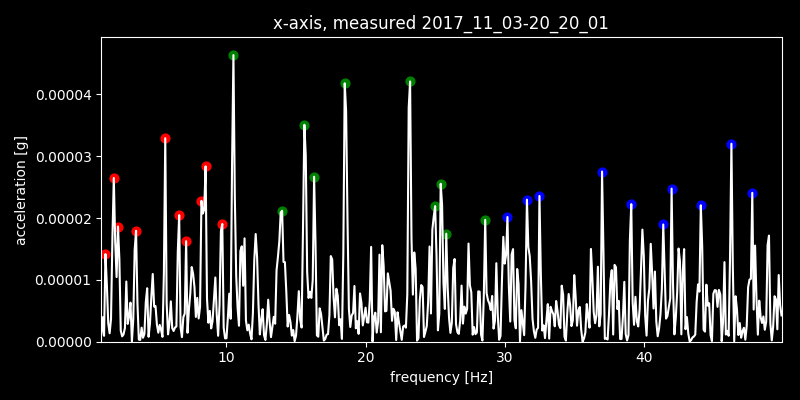 x-axis, measured 2017_11_03-20_20_01
acceleration [g]
0.00004
0.00003
0.00002
0.00001
0.00000
10 20 30 40
frequency [Hz]